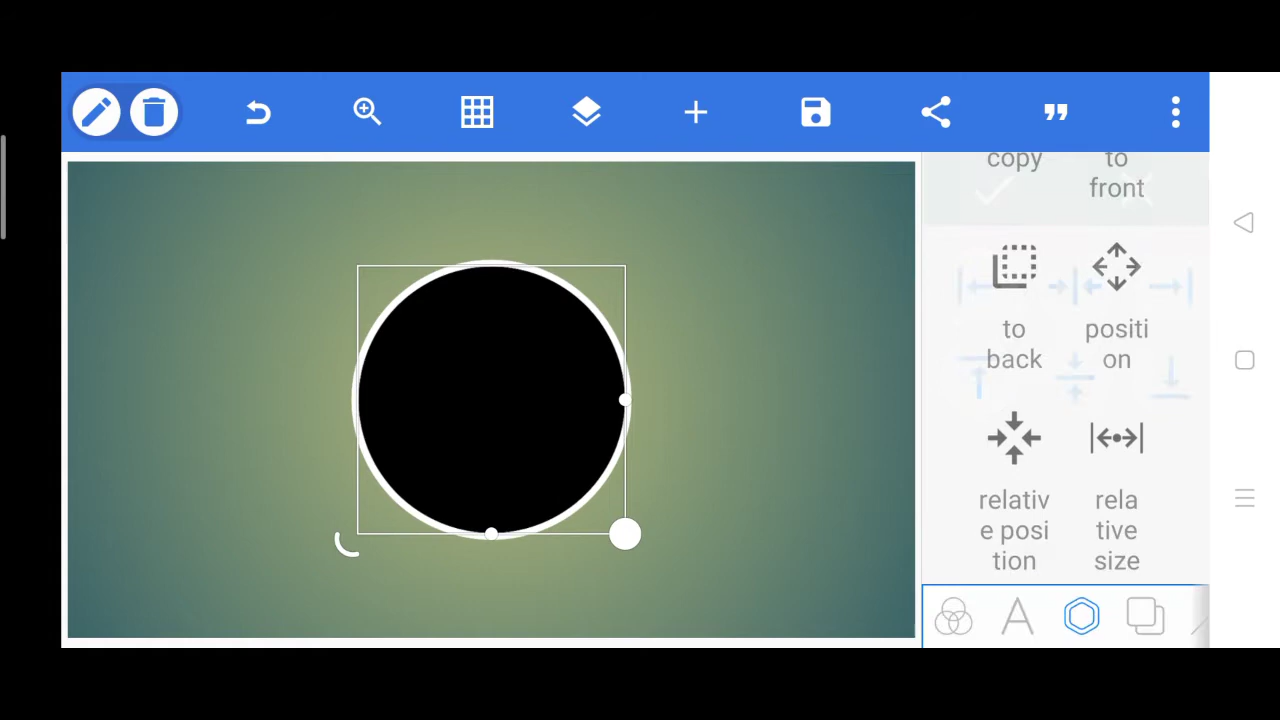 copy
to
front
to
back
positi
on
relativ
e posi
tion
rela
tive
size